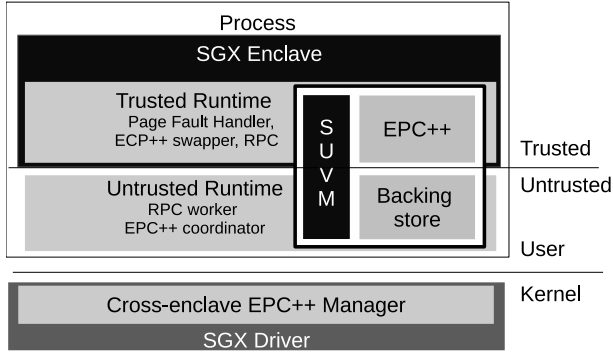 Process
SGX Enclave
Trusted Runtime
Page Fault Handler,
ECP++ swapper, RPC
SUVM
EPC++
Trusted
Untrusted
Untrusted Runtime
RPC worker
EPC++ coordinator
Backing
store
User
Kernel
Cross-enclave EPC++ Manager
SGX Driver